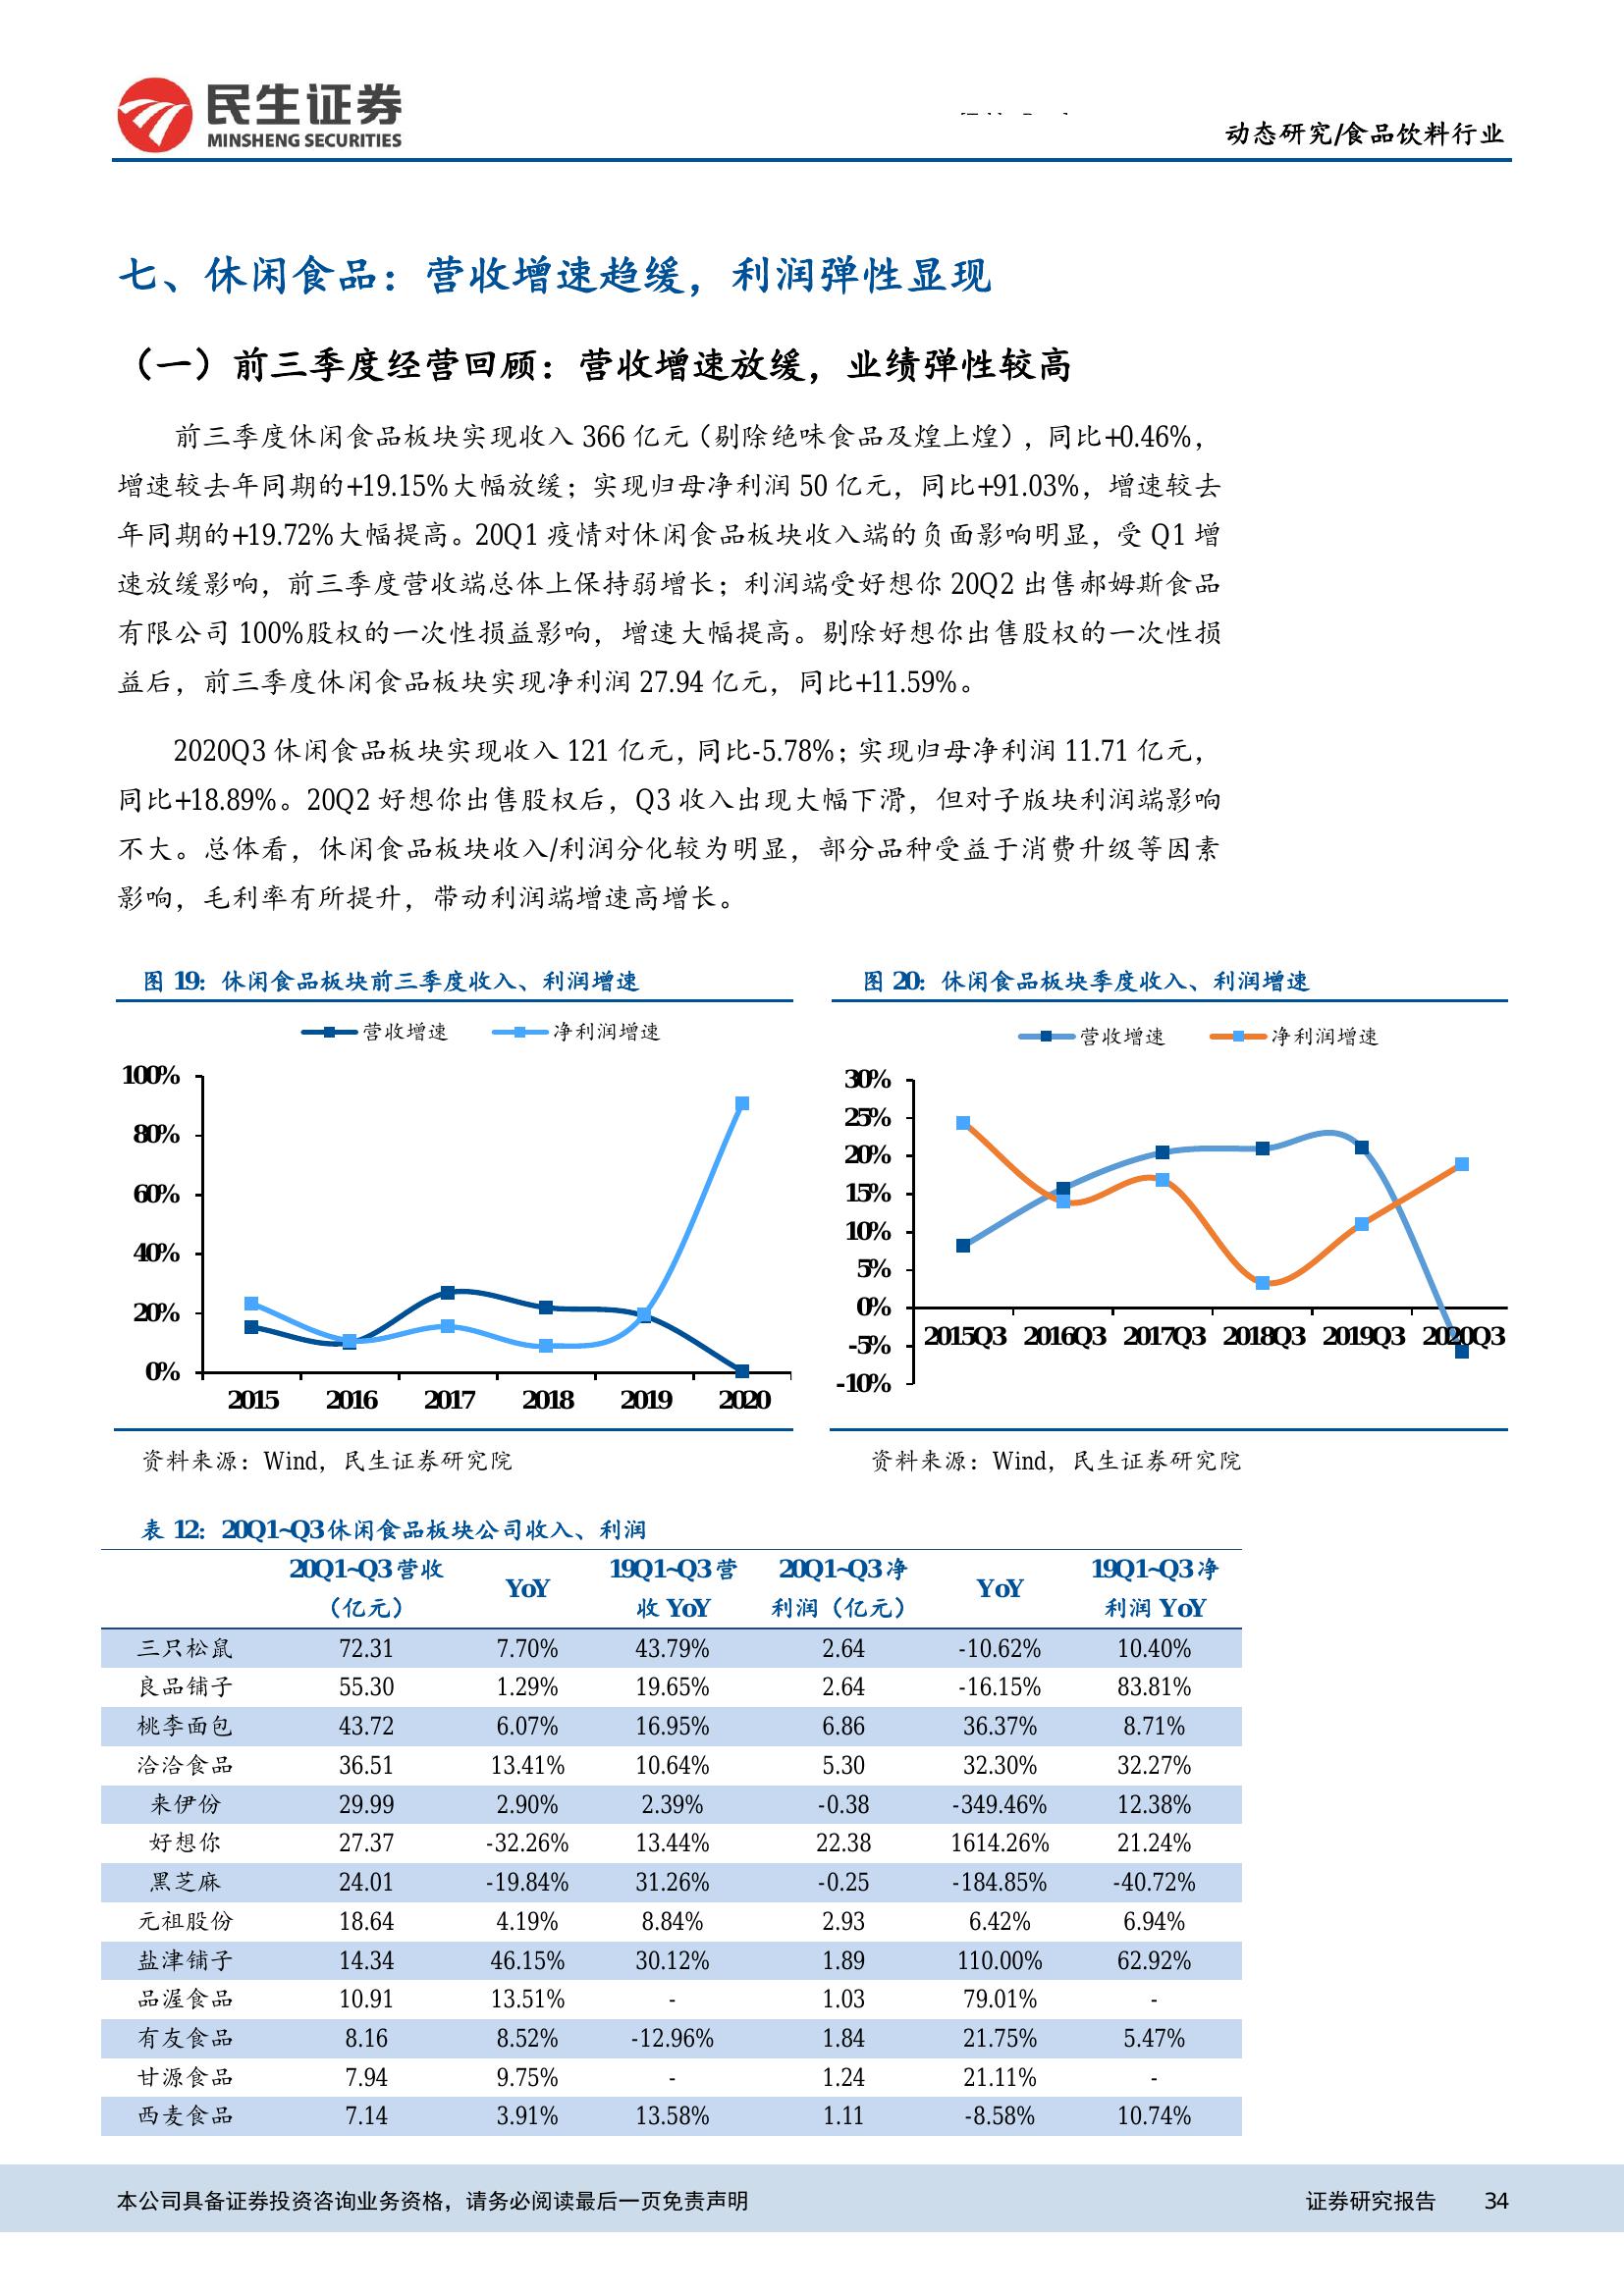 民生证券
MINSHENG SECURITIES
动态研究/食品饮料行业
七、休闲食品：营收增速趋缓，利润弹性显现
（一）前三季度经营回顾：营收增速放缓，业绩弹性较高
前三季度休闲食品板块实现收入 366 亿元（剔除绝味食品及煌上煌），同比+0.46%，
增速较去年同期的+19.15%大幅放缓；实现归母净利润 50 亿元，同比+91.03%，增速较去
年同期的+19.72%大幅提高。20Q1 疫情对休闲食品板块收入端的负面影响明显，受 Q1 增
速放缓影响，前三季度营收端总体上保持弱增长；利润端受好想你 20Q2 出售郝姆斯食品
有限公司 100%股权的一次性损益影响，增速大幅提高。剔除好想你出售股权的一次性损
益后，前三季度休闲食品板块实现净利润 27.94 亿元，同比+11.59%。
2020Q3 休闲食品板块实现收入 121 亿元，同比-5.78%；实现归母净利润 11.71 亿元，
同比+18.89%。20Q2 好想你出售股权后，Q3 收入出现大幅下滑，但对子版块利润端影响
不大。总体看，休闲食品板块收入/利润分化较为明显，部分品种受益于消费升级等因素
影响，毛利率有所提升，带动利润端增速高增长。
图 19：休闲食品板块前三季度收入、利润增速
营收增速 净利润增速
100%
80%
60%
40%
20%
0%
2015 2016 2017 2018 2019 2020
资料来源：Wind，民生证券研究院
图 20：休闲食品板块季度收入、利润增速
营收增速 净利润增速
30%
25%
20%
15%
10%
5%
0%
-5%
-10%
2015Q3 2016Q3 2017Q3 2018Q3 2019Q3 2020Q3
资料来源：Wind，民生证券研究院
表 12：20Q1~Q3 休闲食品板块公司收入、利润
20Q1~Q3 营收（亿元） YoY 19Q1~Q3 营收 YoY 20Q1~Q3 净利润（亿元） YoY 19Q1~Q3 净利润 YoY
三只松鼠 72.31 7.70% 43.79% 2.64 -10.62% 10.40%
良品铺子 55.30 1.29% 19.65% 2.64 -16.15% 83.81%
桃李面包 43.72 6.07% 16.95% 6.86 36.37% 8.71%
洽洽食品 36.51 13.41% 10.64% 5.30 32.30% 32.27%
来伊份 29.99 2.90% 2.39% -0.38 -349.46% 12.38%
好想你 27.37 -32.26% 13.44% 22.38 1614.26% 21.24%
黑芝麻 24.01 -19.84% 31.26% -0.25 -184.85% -40.72%
元祖股份 18.64 4.19% 8.84% 2.93 6.42% 6.94%
盐津铺子 14.34 46.15% 30.12% 1.89 110.00% 62.92%
品渥食品 10.91 13.51% - 1.03 79.01% -
有友食品 8.16 8.52% -12.96% 1.84 21.75% 5.47%
甘源食品 7.94 9.75% - 1.24 21.11% -
西麦食品 7.14 3.91% 13.58% 1.11 -8.58% 10.74%
本公司具备证券投资咨询业务资格，请务必阅读最后一页免责声明 证券研究报告 34